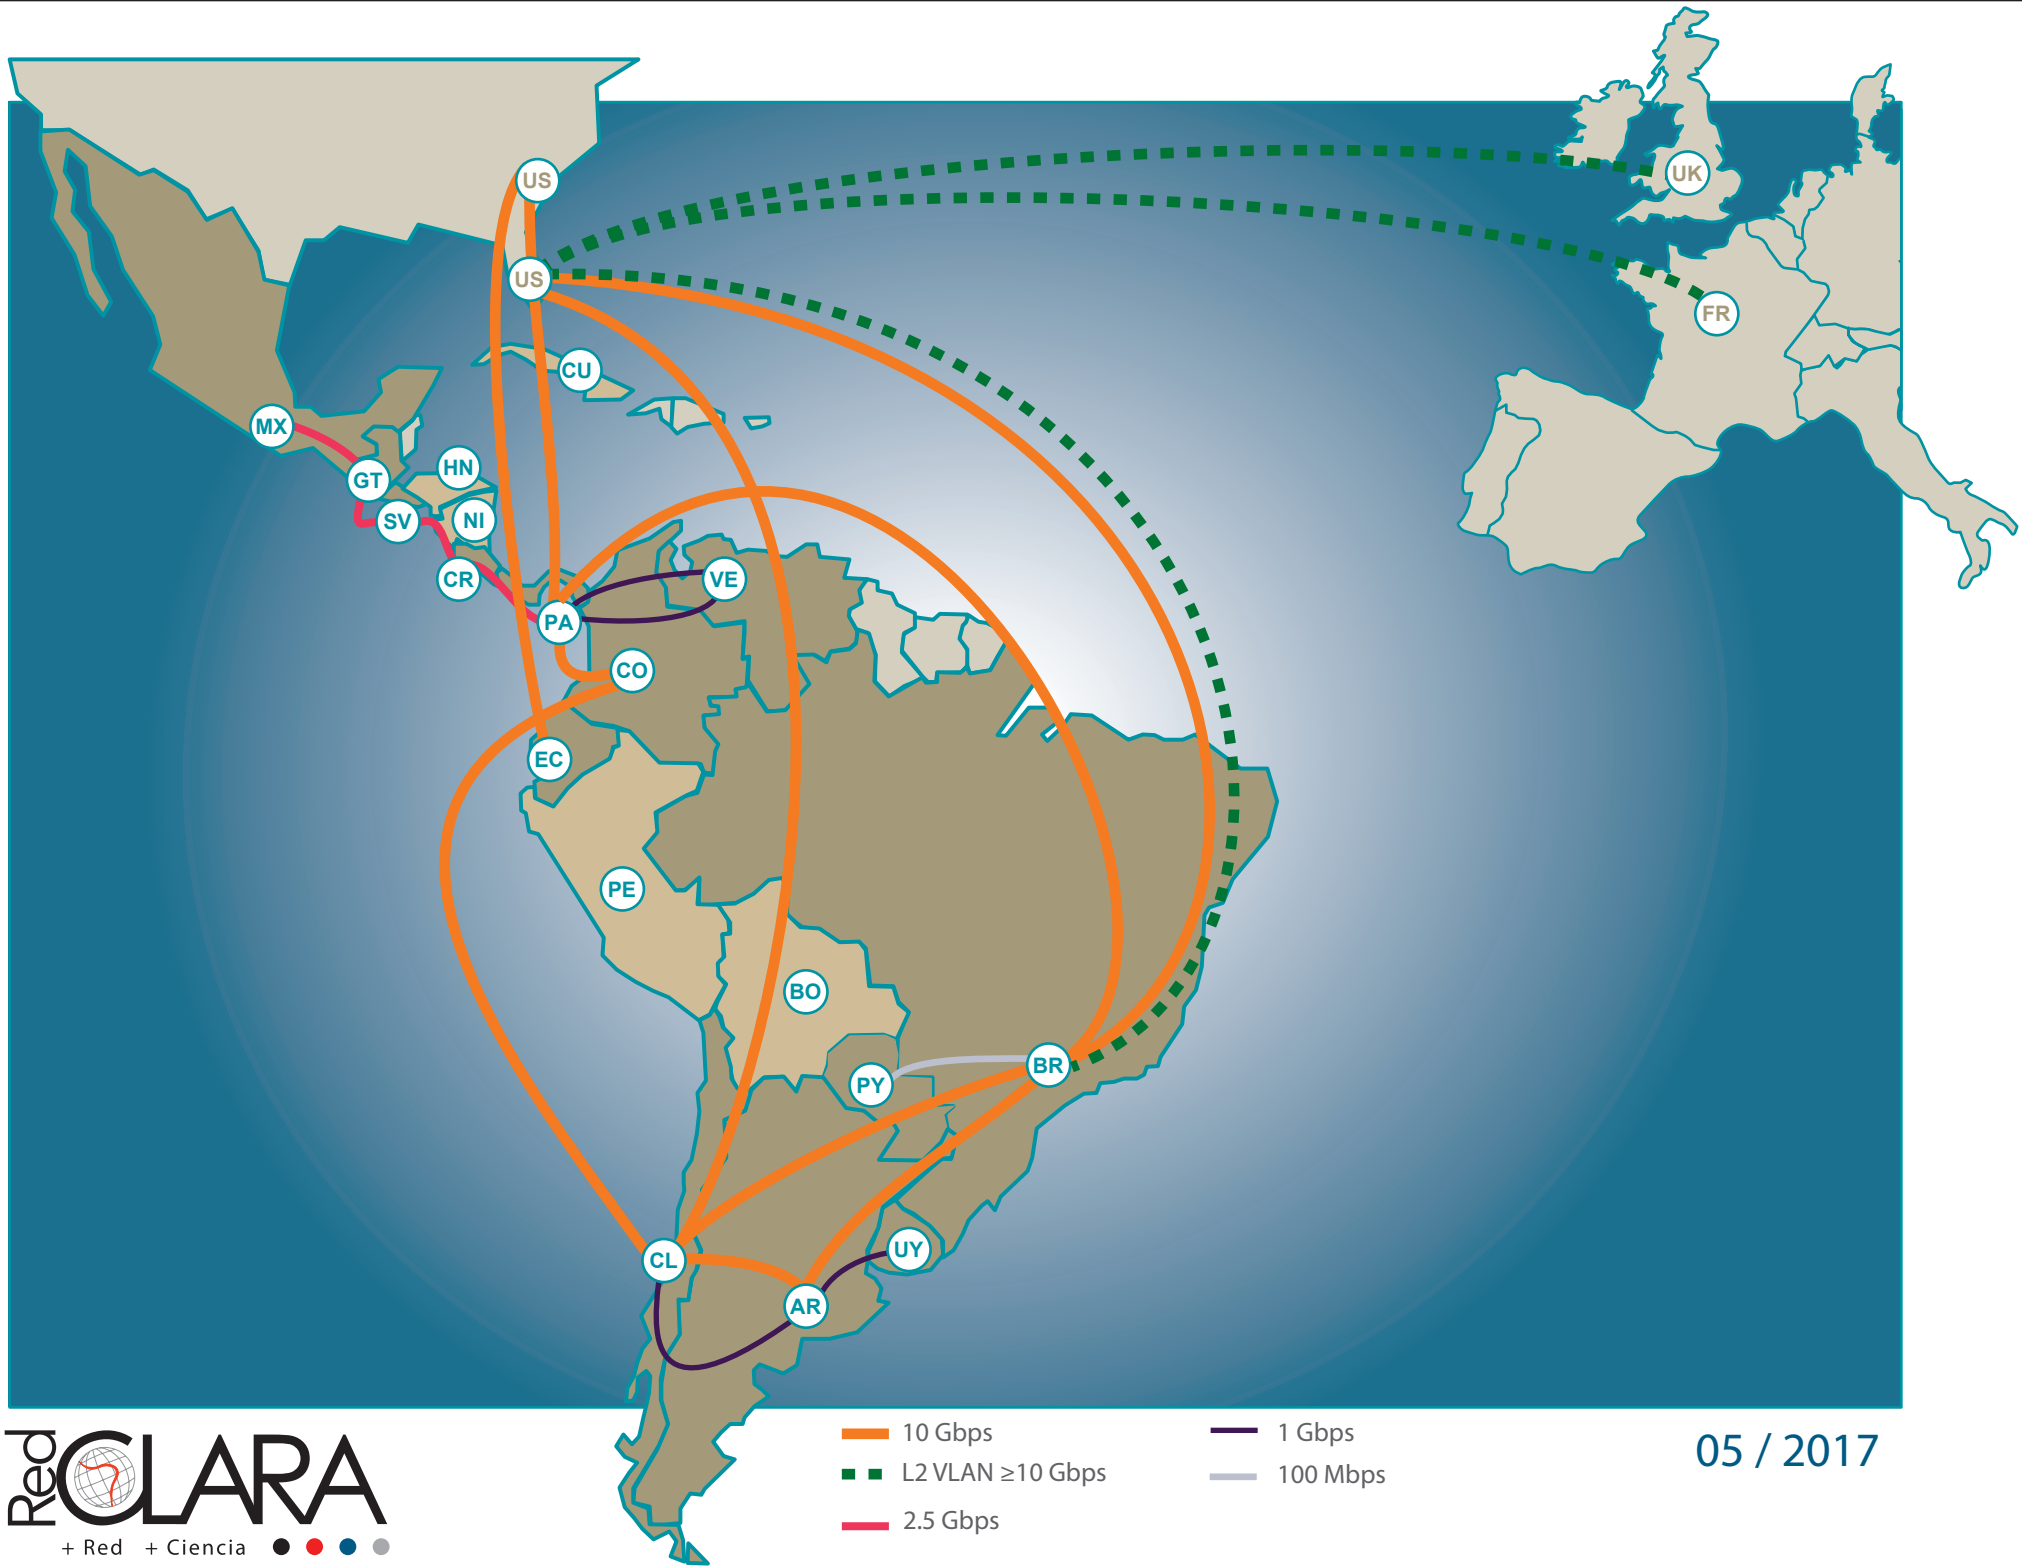 US
UK
US
FR
CU
MX
HN
GT
SV
NI
CR
VE
PA
CO
EC
PE
BO
BR
PY
UY
CL
AR
10 Gbps
1 Gbps
L2 VLAN ≥10 Gbps
100 Mbps
2.5 Gbps
05 / 2017
Red
CLARA
+ Red + Ciencia